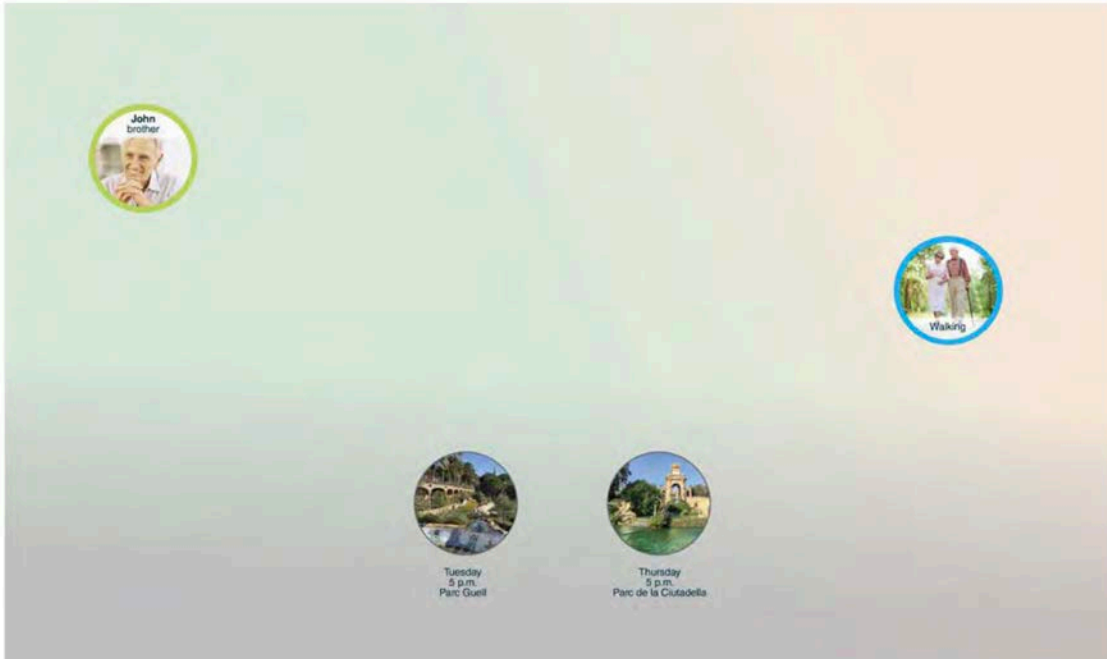 John
brother
Walking
Tuesday
5 p.m.
Parc Guell
Thursday
5 p.m.
Parc de la Ciutadella